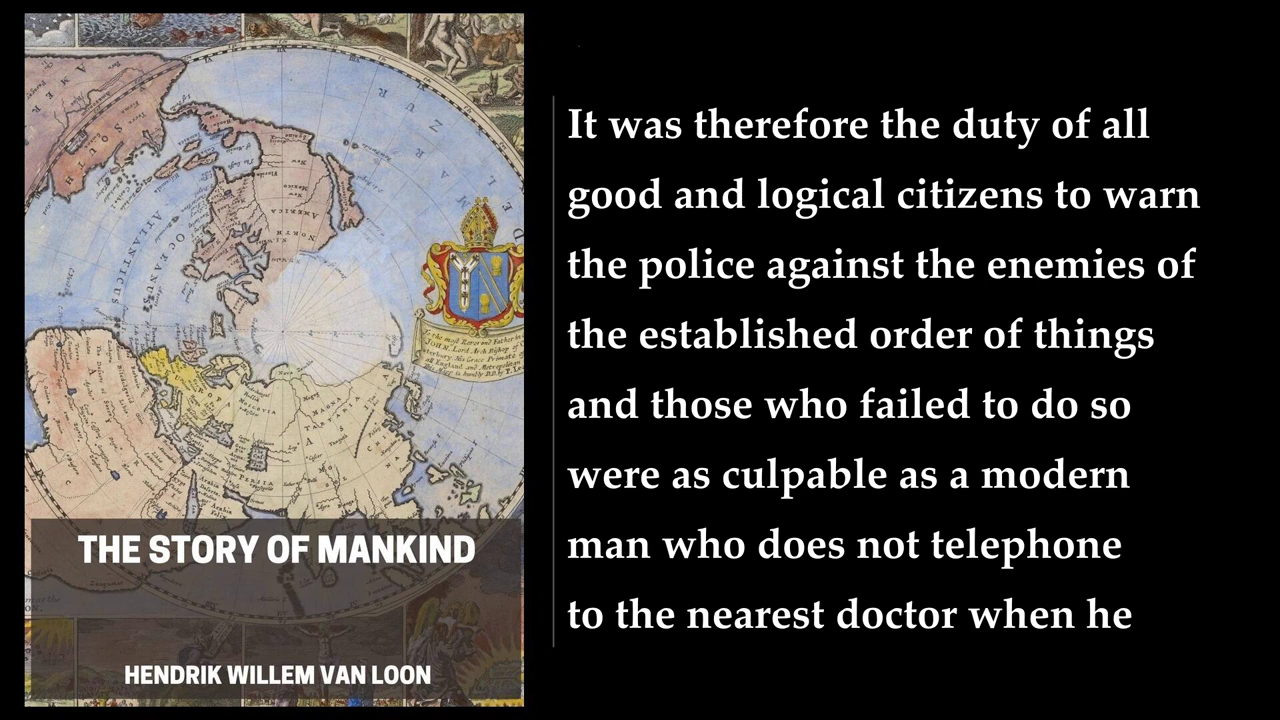 THE STORY OF MANKIND
HENDRIK WILLEM VAN LOON
It was therefore the duty of all
good and logical citizens to warn
the police against the enemies of
the established order of things
and those who failed to do so
were as culpable as a modern
man who does not telephone
to the nearest doctor when he